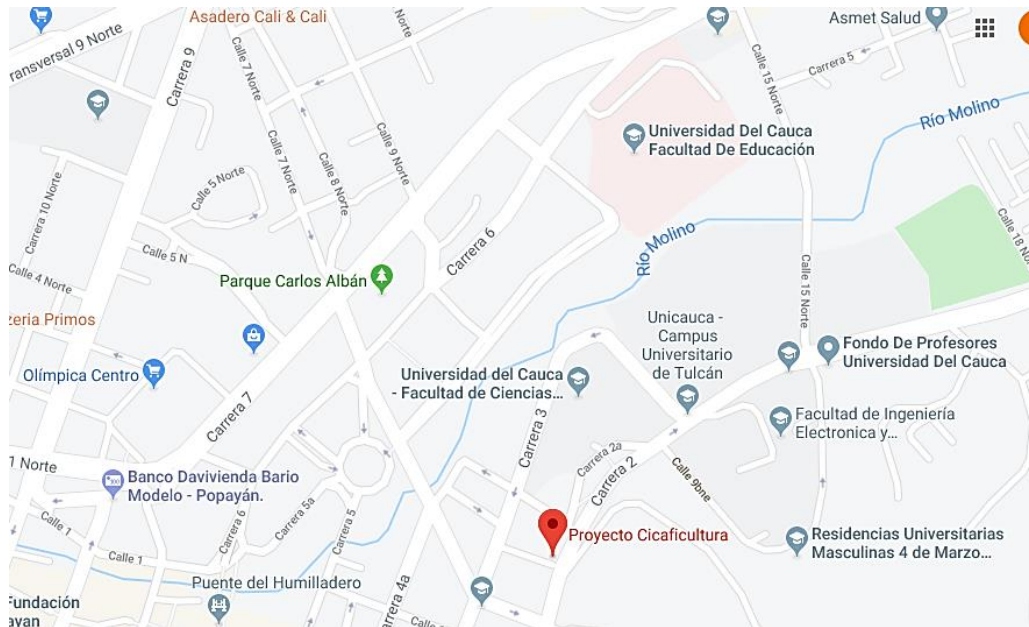 Asadero Cali & Cali
Asmet Salud
Transversal 9 Norte
Carrera 9
Calle 7 Norte
Calle 15 Norte
Carrera 5
Río Molino
Universidad Del Cauca
Facultad De Educación
Calle 9 Norte
Calle 7 Norte
Calle 8 Norte
Calle 5 Norte
Carrera 10 Norte
Calle 18 Norte
Carrera 6
Río Molino
Calle 5 N
Calle 4 Norte
Parque Carlos Albán
Calle 15 Norte
zeria Primos
Unicauca -
Campus
Universitario
de Tulcán
Fondo De Profesores
Universidad Del Cauca
Olímpica Centro
Universidad del Cauca
- Facultad de Ciencias...
Carrera 7
Carrera 3
Facultad de Ingeniería
Electronica y...
1 Norte
Carrera 2a
Carrera 2
Calle 9bne
Banco Davivienda Bario
Modelo - Popayán.
Calle 1
Carrera 6
Carrera 5a
Carrera 5
Proyecto Cicaficultura
Residencias Universitarias
Masculinas 4 de Marzo...
Calle 1
Puente del Humilladero
Carrera 4a
Fundación
ayan